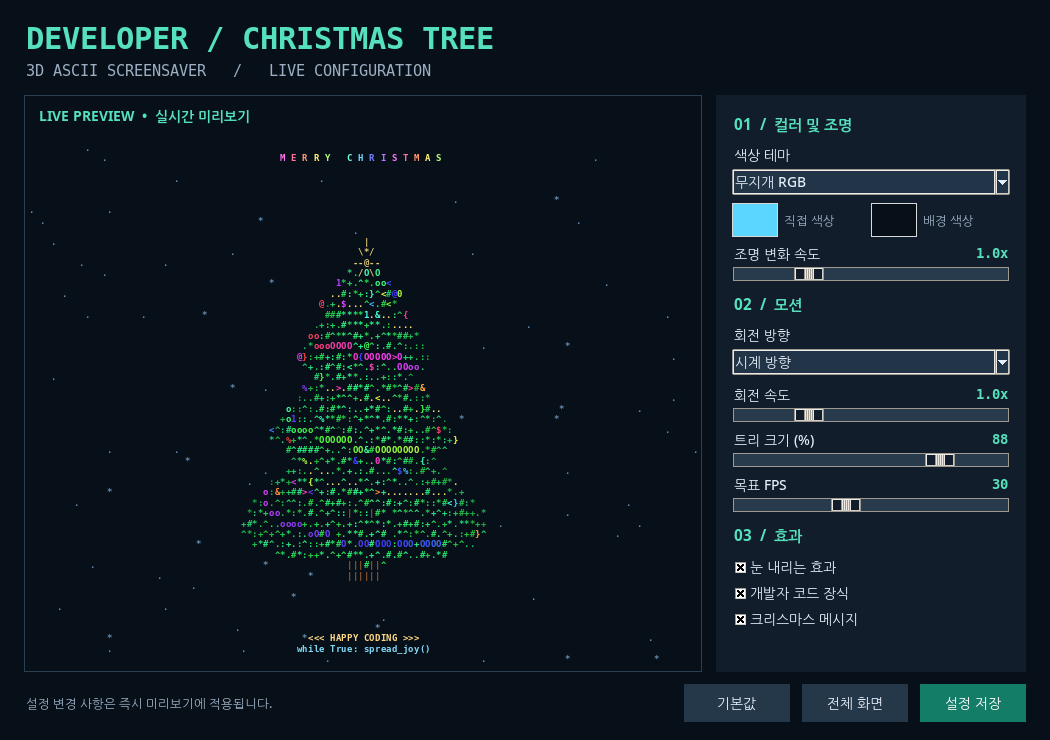 DEVELOPER / CHRISTMAS TREE
3D ASCII SCREENSAVER / LIVE CONFIGURATION
LIVE PREVIEW • 실시간 미리보기
MERRY CHRISTMAS
<<< HAPPY CODING >>>
while True: spread_joy()
01 / 컬러 및 조명
색상 테마
무지개 RGB
직접 색상
배경 색상
조명 변화 속도 1.0x
02 / 모션
회전 방향
시계 방향
회전 속도 1.0x
트리 크기 (%) 88
목표 FPS 30
03 / 효과
눈 내리는 효과
개발자 코드 장식
크리스마스 메시지
설정 변경 사항은 즉시 미리보기에 적용됩니다.
기본값
전체 화면
설정 저장